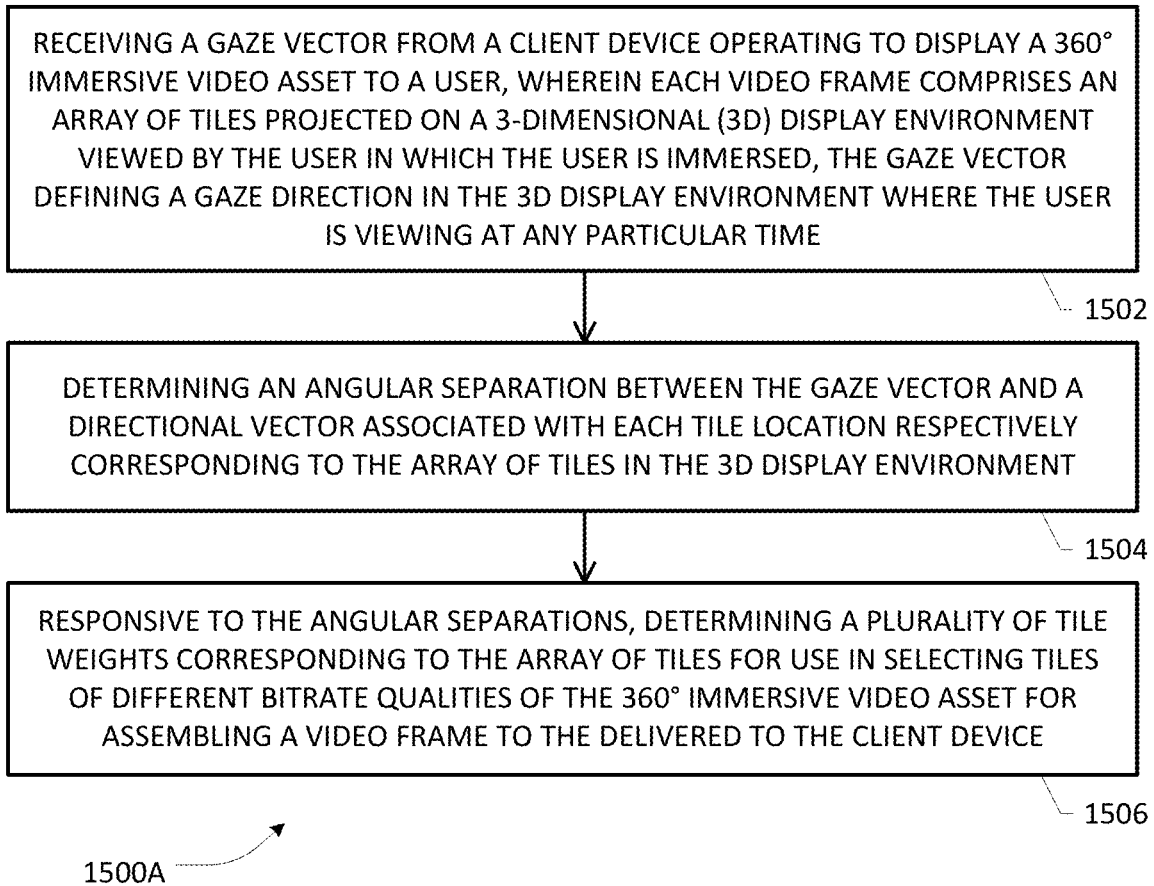 RECEIVING A GAZE VECTOR FROM A CLIENT DEVICE OPERATING TO DISPLAY A 360°
IMMERSIVE VIDEO ASSET TO A USER, WHEREIN EACH VIDEO FRAME COMPRISES AN
ARRAY OF TILES PROJECTED ON A 3-DIMENSIONAL (3D) DISPLAY ENVIRONMENT
VIEWED BY THE USER IN WHICH THE USER IS IMMERSED, THE GAZE VECTOR
DEFINING A GAZE DIRECTION IN THE 3D DISPLAY ENVIRONMENT WHERE THE USER
IS VIEWING AT ANY PARTICULAR TIME
1502
DETERMINING AN ANGULAR SEPARATION BETWEEN THE GAZE VECTOR AND A
DIRECTIONAL VECTOR ASSOCIATED WITH EACH TILE LOCATION RESPECTIVELY
CORRESPONDING TO THE ARRAY OF TILES IN THE 3D DISPLAY ENVIRONMENT
1504
RESPONSIVE TO THE ANGULAR SEPARATIONS, DETERMINING A PLURALITY OF TILE
WEIGHTS CORRESPONDING TO THE ARRAY OF TILES FOR USE IN SELECTING TILES
OF DIFFERENT BITRATE QUALITIES OF THE 360° IMMERSIVE VIDEO ASSET FOR
ASSEMBLING A VIDEO FRAME TO THE DELIVERED TO THE CLIENT DEVICE
1506
1500A